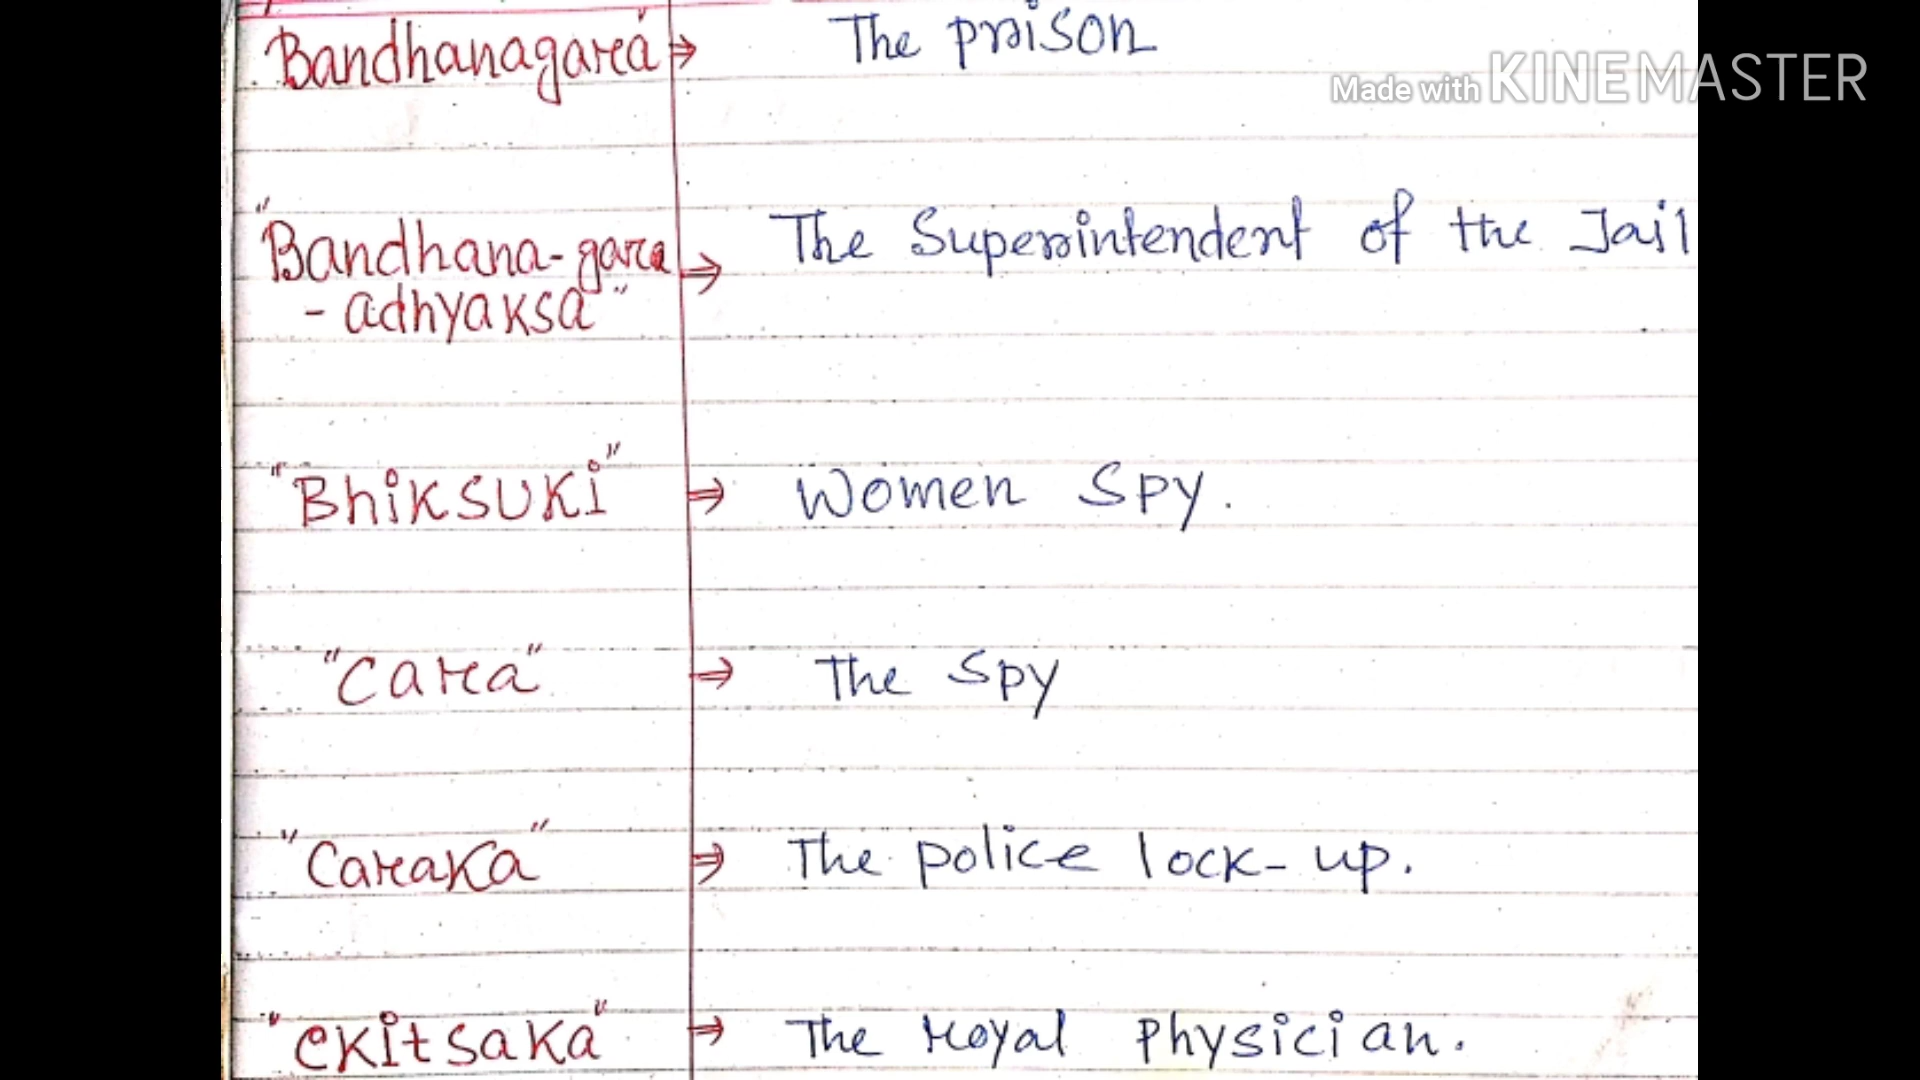 Bandhanagara" ⇒ The prison
Made with KINEMASTER
"Bandhana-gara ⇒ The Superintendent of the Jail
- adhyaksa"
"Bhiksuki" ⇒ Women Spy.
"Cara" ⇒ The Spy
"Caraka" ⇒ The police lock-up.
"Ckitsaka" ⇒ The royal physician.